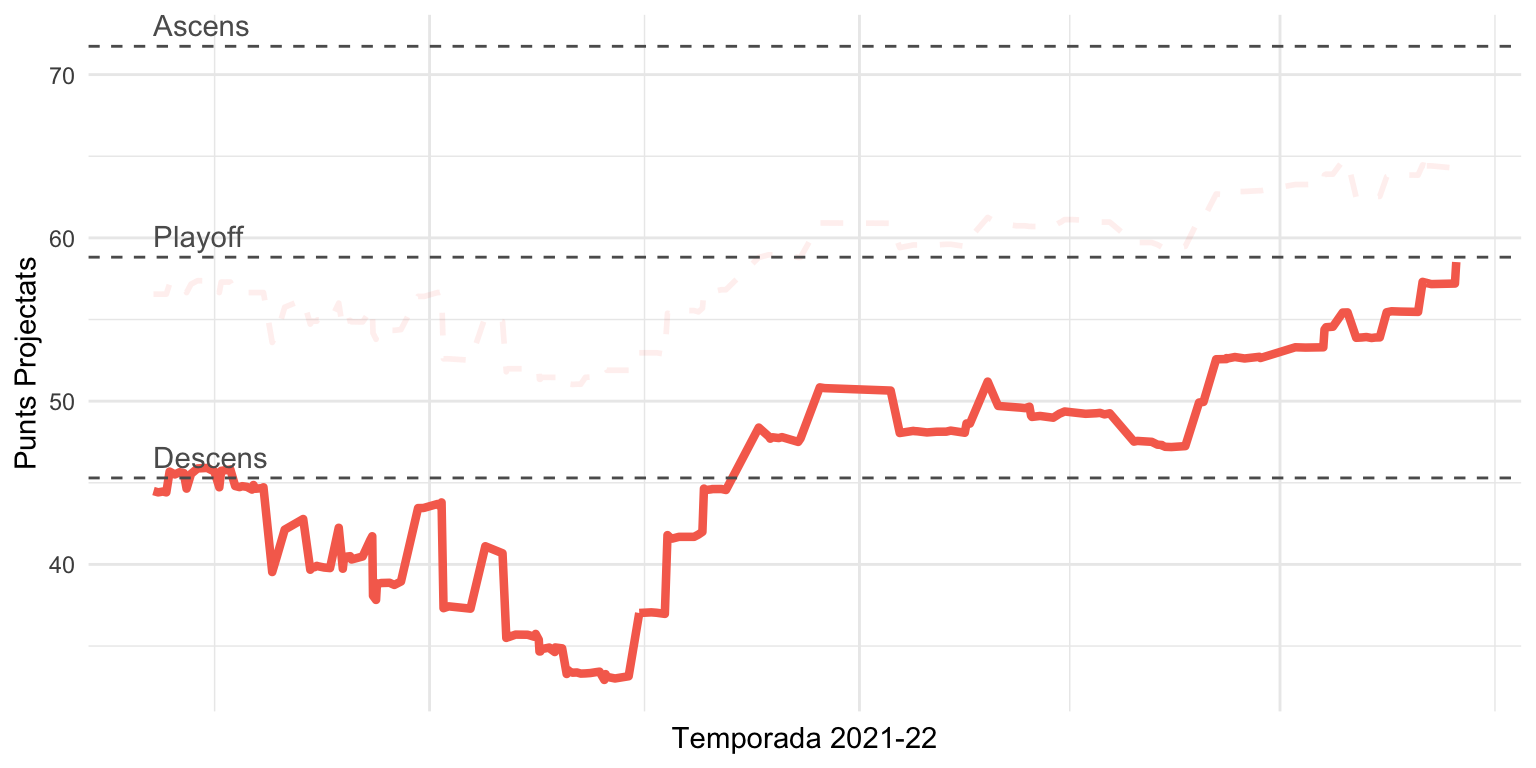 Ascens
70
Playoff
60
50
Descens
40
Punts Projectats
Temporada 2021-22